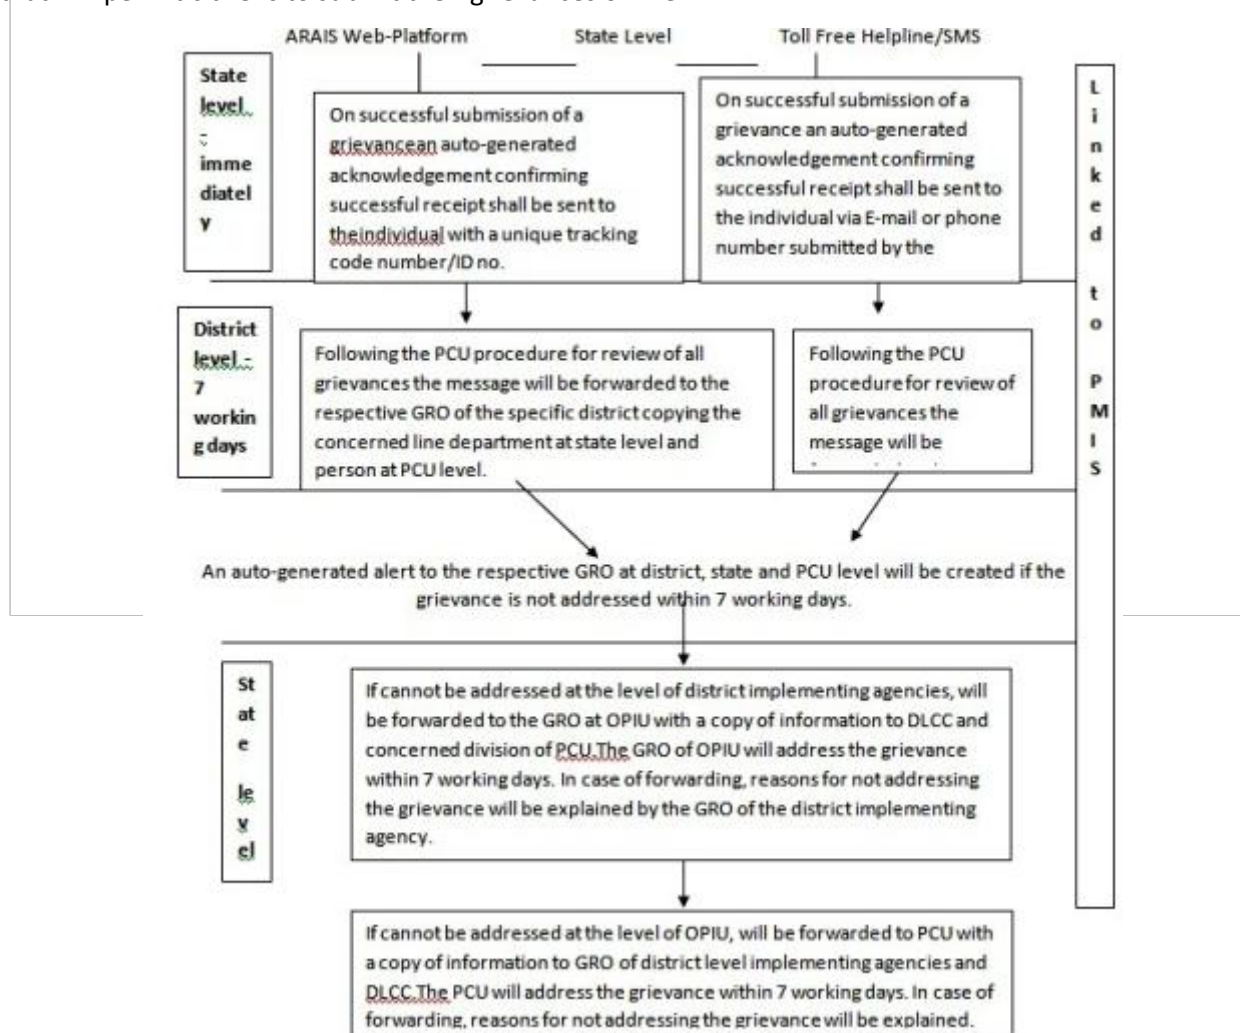 ARAIS Web-Platform State Level Toll Free Helpline/SMS
State
level
-
imme
diatel
y
On successful submission of a
grievancean auto-generated
acknowledgement confirming
successful receipt shall be sent to
theindividual with a unique tracking
code number/ID no.
On successful submission of a
grievance an auto-generated
acknowledgement confirming
successful receipt shall be sent to
the individual via E-mail or phone
number submitted by the
L
i
n
k
e
d
t
o
P
M
I
S
District
level -
7
workin
g days
Following the PCU procedure for review of all
grievances the message will be forwarded to the
respective GRO of the specific district copying the
concerned line department at state level and
person at PCU level.
Following the PCU
procedure for review of
all grievances the
message will be
An auto-generated alert to the respective GRO at district, state and PCU level will be created if the
grievance is not addressed within 7 working days.
St
at
e
le
v
el
If cannot be addressed at the level of district implementing agencies, will
be forwarded to the GRO at OPIU with a copy of information to DLCC and
concerned division of PCU.The GRO of OPIU will address the grievance
within 7 working days. In case of forwarding, reasons for not addressing
the grievance will be explained by the GRO of the district implementing
agency.
If cannot be addressed at the level of OPIU, will be forwarded to PCU with
a copy of information to GRO of district level implementing agencies and
DLCC.The PCU will address the grievance within 7 working days. In case of
forwarding, reasons for not addressing the grievance will be explained.